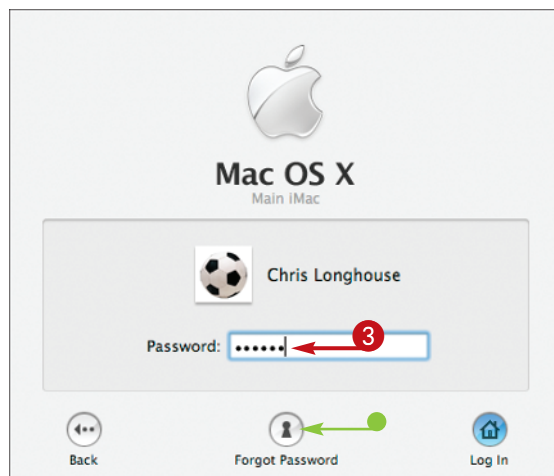 Mac OS X
Main iMac
Chris Longhouse
Password: ••••••
3
Back
Forgot Password
Log In